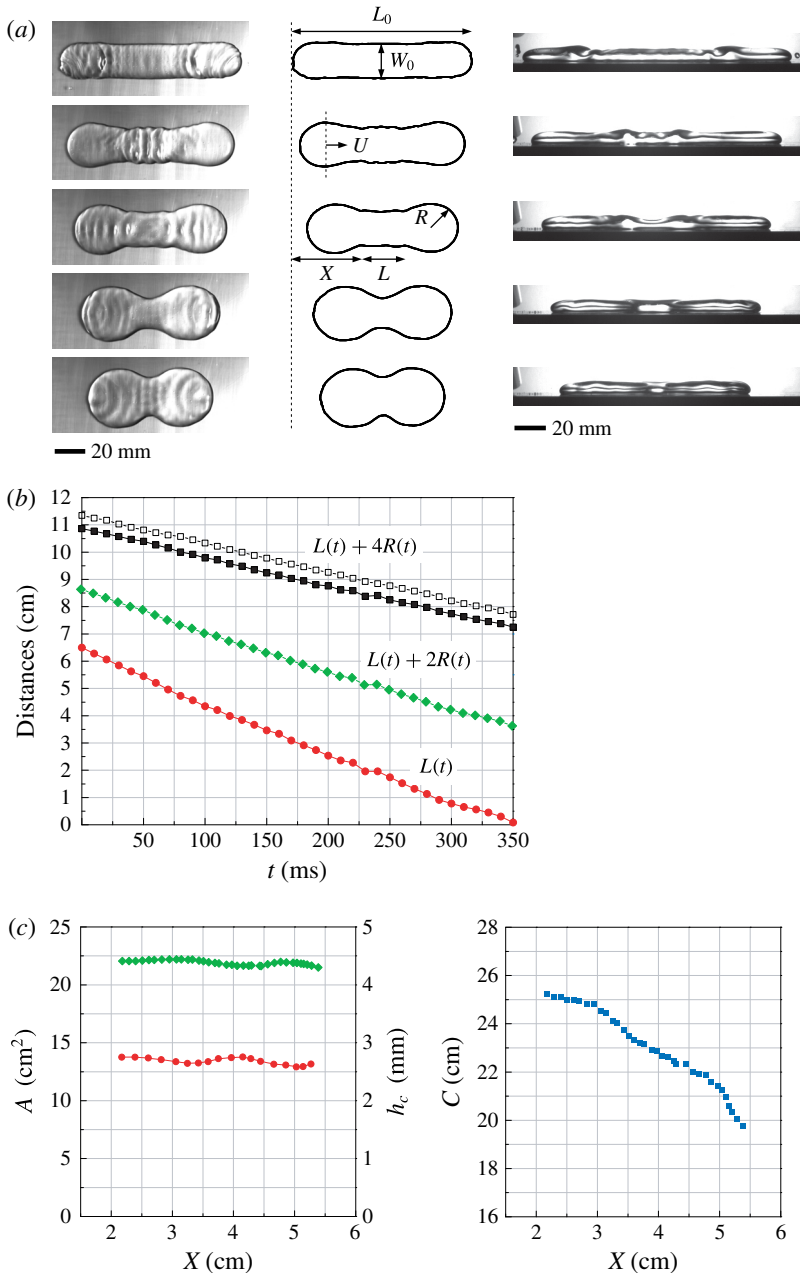 (a)
L₀
W₀
U
R
X
L
20 mm
20 mm
(b)
12
11
10
9
8
7
6
5
4
3
2
1
0
Distances (cm)
L(t) + 4R(t)
L(t) + 2R(t)
L(t)
50 100 150 200 250 300 350
t (ms)
(c)
25
20
15
10
5
0
A (cm²)
5
4
3
2
1
0
h_c (mm)
2 3 4 5 6
X (cm)
28
26
24
22
20
18
16
C (cm)
2 3 4 5 6
X (cm)